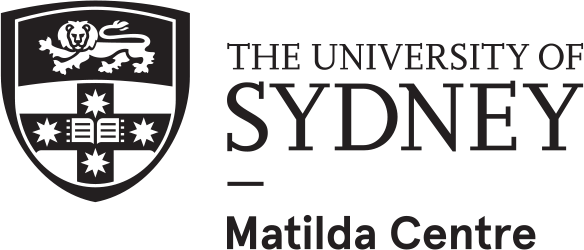 THE UNIVERSITY OF
SYDNEY
Matilda Centre